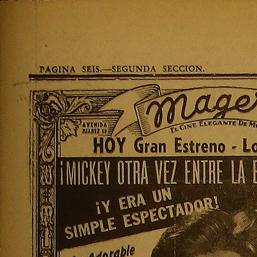 PAGINA SEIS.—SEGUNDA SECCION.
AVENIDA
JUAREZ 58
Mage
EL CINE ELEGANTE DE M
HOY Gran Estreno - Lo
¡MICKEY OTRA VEZ ENTRE LA
¡Y ERA UN
SIMPLE ESPECTADOR!
Adorable